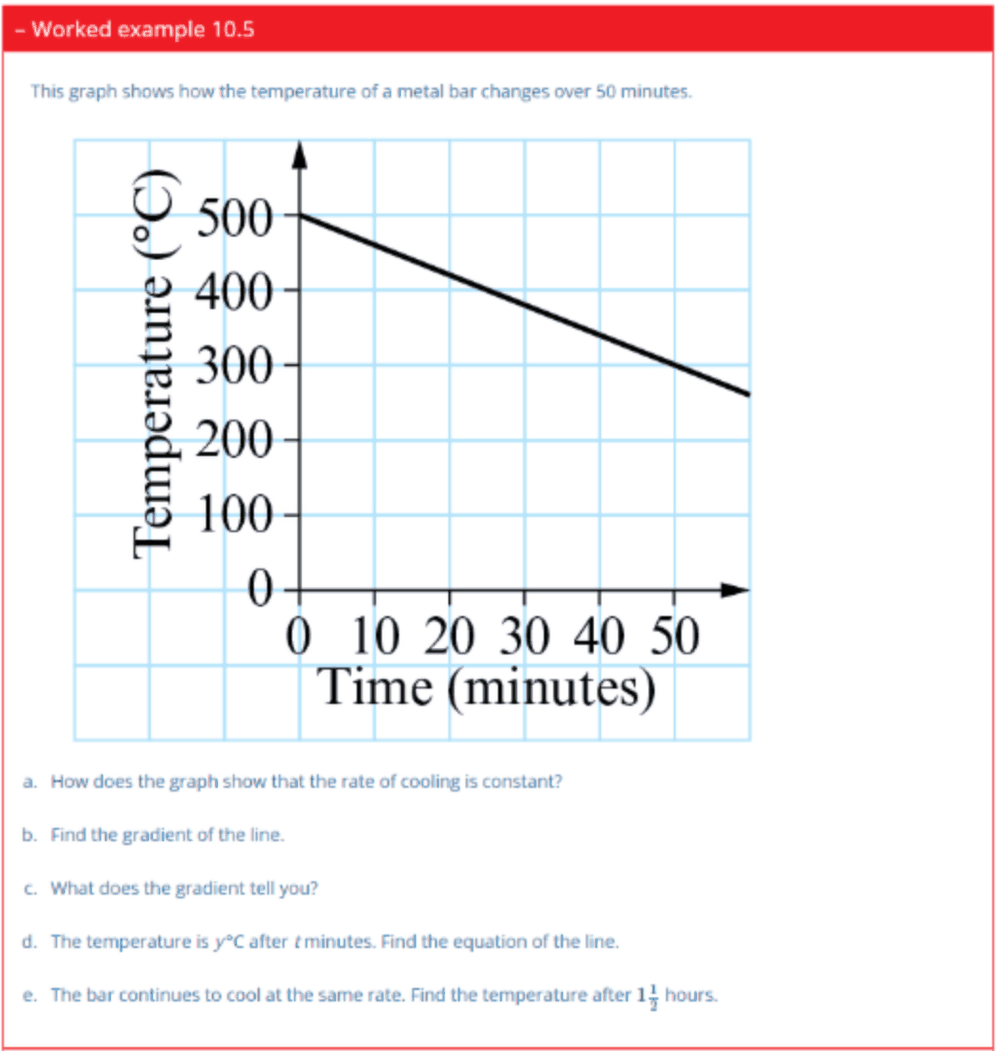 – Worked example 10.5
This graph shows how the temperature of a metal bar changes over 50 minutes.
Temperature (°C)
500
400
300
200
100
0
0 10 20 30 40 50
Time (minutes)
a. How does the graph show that the rate of cooling is constant?
b. Find the gradient of the line.
c. What does the gradient tell you?
d. The temperature is y°C after t minutes. Find the equation of the line.
e. The bar continues to cool at the same rate. Find the temperature after 1½ hours.